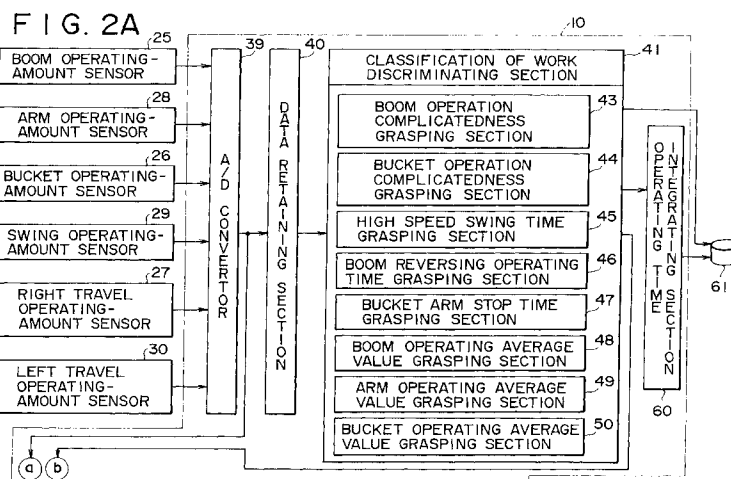 FIG. 2A
25
BOOM OPERATING-
AMOUNT SENSOR
28
ARM OPERATING-
AMOUNT SENSOR
26
BUCKET OPERATING-
AMOUNT SENSOR
29
SWING OPERATING-
AMOUNT SENSOR
27
RIGHT TRAVEL
OPERATING-
AMOUNT SENSOR
30
LEFT TRAVEL
OPERATING-
AMOUNT SENSOR
39
A/D CONVERTOR
40
DATA RETAINING SECTION
10
41
CLASSIFICATION OF WORK
DISCRIMINATING SECTION
43
BOOM OPERATION
COMPLICATEDNESS
GRASPING SECTION
44
BUCKET OPERATION
COMPLICATEDNESS
GRASPING SECTION
45
HIGH SPEED SWING TIME
GRASPING SECTION
46
BOOM REVERSING OPERATING
TIME GRASPING SECTION
47
BUCKET ARM STOP TIME
GRASPING SECTION
48
BOOM OPERATING AVERAGE
VALUE GRASPING SECTION
49
ARM OPERATING AVERAGE
VALUE GRASPING SECTION
50
BUCKET OPERATING AVERAGE
VALUE GRASPING SECTION
OPERATING TIME
INTEGRATING SECTION
60
61
a b